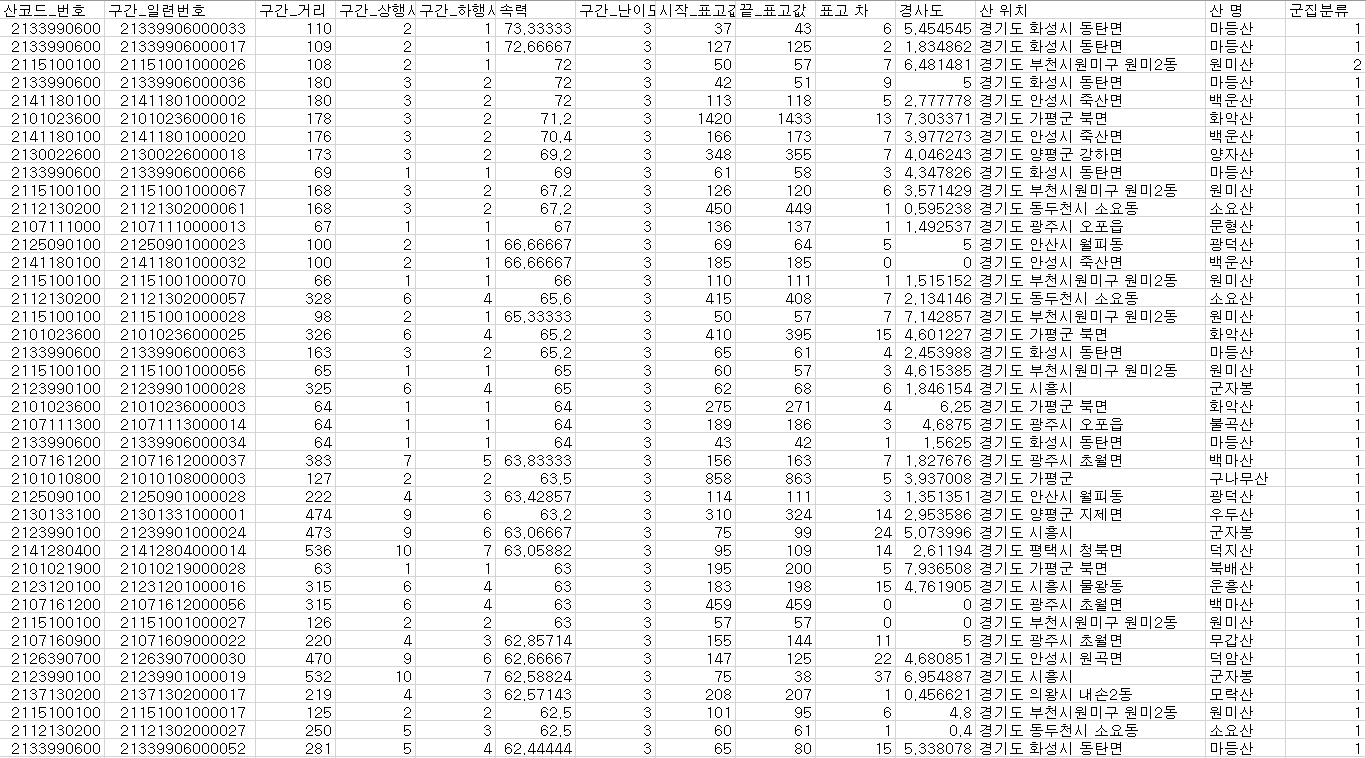 산코드_번호 구간_일련번호 구간_거리 구간_상행시 구간_하행시 속력 구간_난이도 시작_표고값 끝_표고값 표고 차 경사도 산 위치 산 명 군집분류
2133990600 21339906000033 110 2 1 73,33333 3 37 43 6 5,454545 경기도 화성시 동탄면 마등산 1
2133990600 21339906000017 109 2 1 72,66667 3 127 125 2 1,834862 경기도 화성시 동탄면 마등산 1
2115100100 21151001000026 108 2 1 72 3 50 57 7 6,481481 경기도 부천시원미구 원미2동 원미산 2
2133990600 21339906000036 180 3 2 72 3 42 51 9 5 경기도 화성시 동탄면 마등산 1
2141180100 21411801000002 180 3 2 72 3 113 118 5 2,777778 경기도 안성시 죽산면 백운산 1
2101023600 21010236000016 178 3 2 71,2 3 1420 1433 13 7,303371 경기도 가평군 북면 화악산 1
2141180100 21411801000020 176 3 2 70,4 3 166 173 7 3,977273 경기도 안성시 죽산면 백운산 1
2130022600 21300226000018 173 3 2 69,2 3 348 355 7 4,046243 경기도 양평군 강하면 양자산 1
2133990600 21339906000066 69 1 1 69 3 61 58 3 4,347826 경기도 화성시 동탄면 마등산 1
2115100100 21151001000067 168 3 2 67,2 3 126 120 6 3,571429 경기도 부천시원미구 원미2동 원미산 1
2112130200 21121302000061 168 3 2 67,2 3 450 449 1 0,595238 경기도 동두천시 소요동 소요산 1
2107111000 21071110000013 67 1 1 67 3 136 137 1 1,492537 경기도 광주시 오포읍 문형산 1
2125090100 21250901000023 100 2 1 66,66667 3 69 64 5 5 경기도 안산시 월피동 광덕산 1
2141180100 21411801000032 100 2 1 66,66667 3 185 185 0 0 경기도 안성시 죽산면 백운산 1
2115100100 21151001000070 66 1 1 66 3 110 111 1 1,515152 경기도 부천시원미구 원미2동 원미산 1
2112130200 21121302000057 328 6 4 65,6 3 415 408 7 2,134146 경기도 동두천시 소요동 소요산 1
2115100100 21151001000028 98 2 1 65,33333 3 50 57 7 7,142857 경기도 부천시원미구 원미2동 원미산 1
2101023600 21010236000025 326 6 4 65,2 3 410 395 15 4,601227 경기도 가평군 북면 화악산 1
2133990600 21339906000063 163 3 2 65,2 3 65 61 4 2,453988 경기도 화성시 동탄면 마등산 1
2115100100 21151001000056 65 1 1 65 3 60 57 3 4,615385 경기도 부천시원미구 원미2동 원미산 1
2123990100 21239901000028 325 6 4 65 3 62 68 6 1,846154 경기도 시흥시 군자봉 1
2101023600 21010236000003 64 1 1 64 3 275 271 4 6,25 경기도 가평군 북면 화악산 1
2107111300 21071113000014 64 1 1 64 3 189 186 3 4,6875 경기도 광주시 오포읍 불곡산 1
2133990600 21339906000034 64 1 1 64 3 43 42 1 1,5625 경기도 화성시 동탄면 마등산 1
2107161200 21071612000037 383 7 5 63,83333 3 156 163 7 1,827676 경기도 광주시 초월면 백마산 1
2101010800 21010108000003 127 2 2 63,5 3 858 863 5 3,937008 경기도 가평군 구나무산 1
2125090100 21250901000028 222 4 3 63,42857 3 114 111 3 1,351351 경기도 안산시 월피동 광덕산 1
2130133100 21301331000001 474 9 6 63,2 3 310 324 14 2,953586 경기도 양평군 지제면 우두산 1
2123990100 21239901000024 473 9 6 63,06667 3 75 99 24 5,073996 경기도 시흥시 군자봉 1
2141280400 21412804000014 536 10 7 63,05882 3 95 109 14 2,61194 경기도 평택시 청북면 덕지산 1
2101021900 21010219000028 63 1 1 63 3 195 200 5 7,936508 경기도 가평군 북면 북배산 1
2123120100 21231201000016 315 6 4 63 3 183 198 15 4,761905 경기도 시흥시 물왕동 운흥산 1
2107161200 21071612000056 315 6 4 63 3 459 459 0 0 경기도 광주시 초월면 백마산 1
2115100100 21151001000027 126 2 2 63 3 57 57 0 0 경기도 부천시원미구 원미2동 원미산 1
2107160900 21071609000022 220 4 3 62,85714 3 155 144 11 5 경기도 광주시 초월면 무갑산 1
2126390700 21263907000030 470 9 6 62,66667 3 147 125 22 4,680851 경기도 안성시 원곡면 덕암산 1
2123990100 21239901000019 532 10 7 62,58824 3 75 38 37 6,954887 경기도 시흥시 군자봉 1
2137130200 21371302000017 219 4 3 62,57143 3 208 207 1 0,456621 경기도 의왕시 내손2동 모락산 1
2115100100 21151001000017 125 2 2 62,5 3 101 95 6 4,8 경기도 부천시원미구 원미2동 원미산 1
2112130200 21121302000027 250 5 3 62,5 3 60 61 1 0,4 경기도 동두천시 소요동 소요산 1
2133990600 21339906000052 281 5 4 62,44444 3 65 80 15 5,338078 경기도 화성시 동탄면 마등산 1